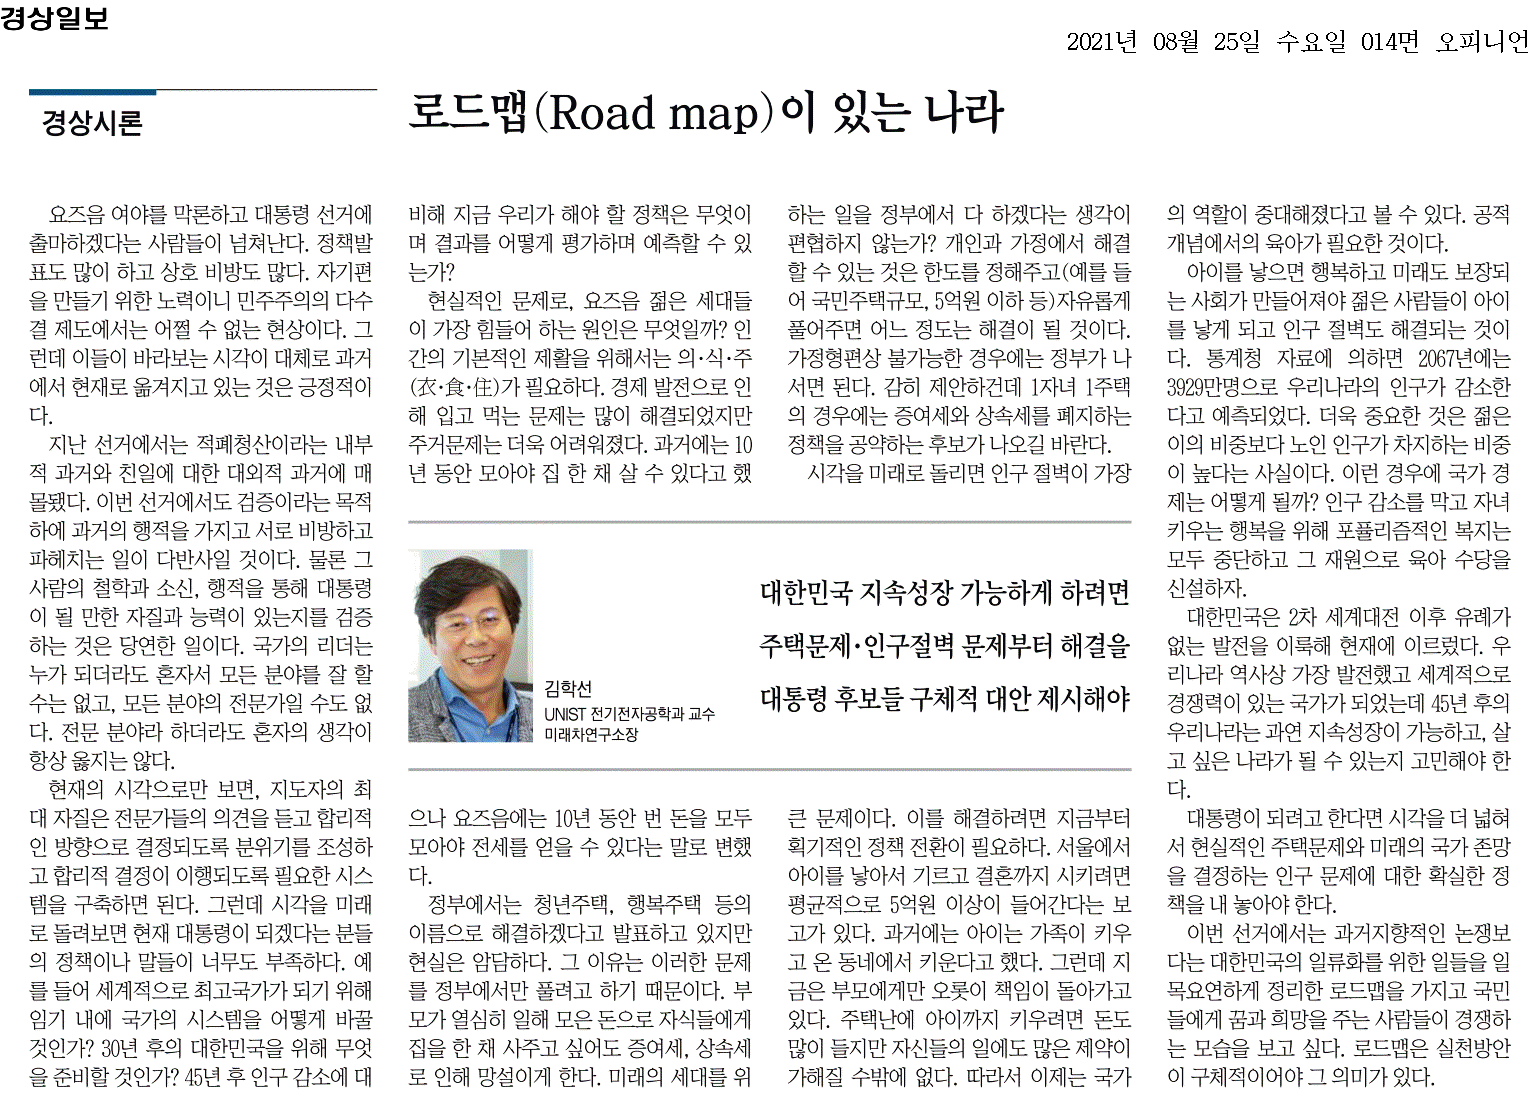 경상일보
2021년 08월 25일 수요일 014면 오피니언
경상시론
로드맵(Road map)이 있는 나라
요즈음 여야를 막론하고 대통령 선거에
출마하겠다는 사람들이 넘쳐난다. 정책발
표도 많이 하고 상호 비방도 많다. 자기편
을 만들기 위한 노력이니 민주주의의 다수
결 제도에서는 어쩔 수 없는 현상이다. 그
런데 이들이 바라보는 시각이 대체로 과거
에서 현재로 옮겨지고 있는 것은 긍정적이
다.
지난 선거에서는 적폐청산이라는 내부
적 과거와 친일에 대한 대외적 과거에 매
몰됐다. 이번 선거에서도 검증이라는 목적
하에 과거의 행적을 가지고 서로 비방하고
파헤치는 일이 다반사일 것이다. 물론 그
사람의 철학과 소신, 행적을 통해 대통령
이 될 만한 자질과 능력이 있는지를 검증
하는 것은 당연한 일이다. 국가의 리더는
누가 되더라도 혼자서 모든 분야를 잘 할
수는 없고, 모든 분야의 전문가일 수도 없
다. 전문 분야라 하더라도 혼자의 생각이
항상 옳지는 않다.
현재의 시각으로만 보면, 지도자의 최
대 자질은 전문가들의 의견을 듣고 합리적
인 방향으로 결정되도록 분위기를 조성하
고 합리적 결정이 이행되도록 필요한 시스
템을 구축하면 된다. 그런데 시각을 미래
로 돌려보면 현재 대통령이 되겠다는 분들
의 정책이나 말들이 너무도 부족하다. 예
를 들어 세계적으로 최고국가가 되기 위해
임기 내에 국가의 시스템을 어떻게 바꿀
것인가? 30년 후의 대한민국을 위해 무엇
을 준비할 것인가? 45년 후 인구 감소에 대
비해 지금 우리가 해야 할 정책은 무엇이
며 결과를 어떻게 평가하며 예측할 수 있
는가?
현실적인 문제로, 요즈음 젊은 세대들
이 가장 힘들어 하는 원인은 무엇일까? 인
간의 기본적인 제활을 위해서는 의·식·주
(衣·食·住)가 필요하다. 경제 발전으로 인
해 입고 먹는 문제는 많이 해결되었지만
주거문제는 더욱 어려워졌다. 과거에는 10
년 동안 모아야 집 한 채 살 수 있다고 했
으나 요즈음에는 10년 동안 번 돈을 모두
모아야 전세를 얻을 수 있다는 말로 변했
다.
정부에서는 청년주택, 행복주택 등의
이름으로 해결하겠다고 발표하고 있지만
현실은 암담하다. 그 이유는 이러한 문제
를 정부에서만 풀려고 하기 때문이다. 부
모가 열심히 일해 모은 돈으로 자식들에게
집을 한 채 사주고 싶어도 증여세, 상속세
로 인해 망설이게 한다. 미래의 세대를 위
하는 일을 정부에서 다 하겠다는 생각이
편협하지 않는가? 개인과 가정에서 해결
할 수 있는 것은 한도를 정해주고(예를 들
어 국민주택규모, 5억원 이하 등)자유롭게
풀어주면 어느 정도는 해결이 될 것이다.
가정형편상 불가능한 경우에는 정부가 나
서면 된다. 감히 제안하건데 1자녀 1주택
의 경우에는 증여세와 상속세를 폐지하는
정책을 공약하는 후보가 나오길 바란다.
시각을 미래로 돌리면 인구 절벽이 가장
큰 문제이다. 이를 해결하려면 지금부터
획기적인 정책 전환이 필요하다. 서울에서
아이를 낳아서 기르고 결혼까지 시키려면
평균적으로 5억원 이상이 들어간다는 보
고가 있다. 과거에는 아이는 가족이 키우
고 온 동네에서 키운다고 했다. 그런데 지
금은 부모에게만 오롯이 책임이 돌아가고
있다. 주택난에 아이까지 키우려면 돈도
많이 들지만 자신들의 일에도 많은 제약이
가해질 수밖에 없다. 따라서 이제는 국가
의 역할이 중대해졌다고 볼 수 있다. 공적
개념에서의 육아가 필요한 것이다.
아이를 낳으면 행복하고 미래도 보장되
는 사회가 만들어져야 젊은 사람들이 아이
를 낳게 되고 인구 절벽도 해결되는 것이
다. 통계청 자료에 의하면 2067년에는
3929만명으로 우리나라의 인구가 감소한
다고 예측되었다. 더욱 중요한 것은 젊은
이의 비중보다 노인 인구가 차지하는 비중
이 높다는 사실이다. 이런 경우에 국가 경
제는 어떻게 될까? 인구 감소를 막고 자녀
키우는 행복을 위해 포퓰리즘적인 복지는
모두 중단하고 그 재원으로 육아 수당을
신설하자.
대한민국은 2차 세계대전 이후 유례가
없는 발전을 이룩해 현재에 이르렀다. 우
리나라 역사상 가장 발전했고 세계적으로
경쟁력이 있는 국가가 되었는데 45년 후의
우리나라는 과연 지속성장이 가능하고, 살
고 싶은 나라가 될 수 있는지 고민해야 한
다.
대통령이 되려고 한다면 시각을 더 넓혀
서 현실적인 주택문제와 미래의 국가 존망
을 결정하는 인구 문제에 대한 확실한 정
책을 내 놓아야 한다.
이번 선거에서는 과거지향적인 논쟁보
다는 대한민국의 일류화를 위한 일들을 일
목요연하게 정리한 로드맵을 가지고 국민
들에게 꿈과 희망을 주는 사람들이 경쟁하
는 모습을 보고 싶다. 로드맵은 실천방안
이 구체적이어야 그 의미가 있다.
김학선
UNIST 전기전자공학과 교수
미래차연구소장
대한민국 지속성장 가능하게 하려면
주택문제·인구절벽 문제부터 해결을
대통령 후보들 구체적 대안 제시해야